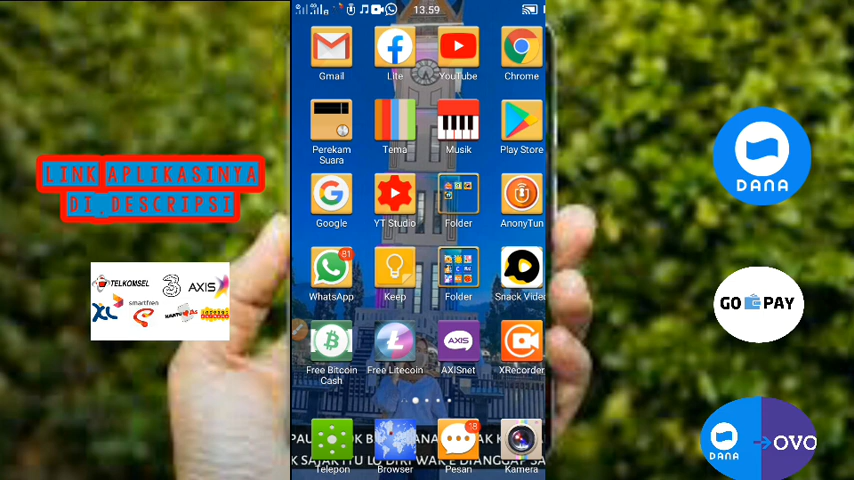 13.59
Gmail
Lite
YouTube
Chrome
Perekam
Suara
Tema
Musik
Play Store
Google
YT Studio
Folder
AnonyTun
81
WhatsApp
Keep
Folder
Snack Video
Free Bitcoin
Cash
Free Litecoin
AXIS
AXISnet
XRecorder
18
Telepon
Browser
Pesan
Kamera
LINK APLIKASINYA
DI DESCRIPSI
TELKOMSEL
3
AXIS
XL
smartfren
DANA
GO PAY
DANA
OVO